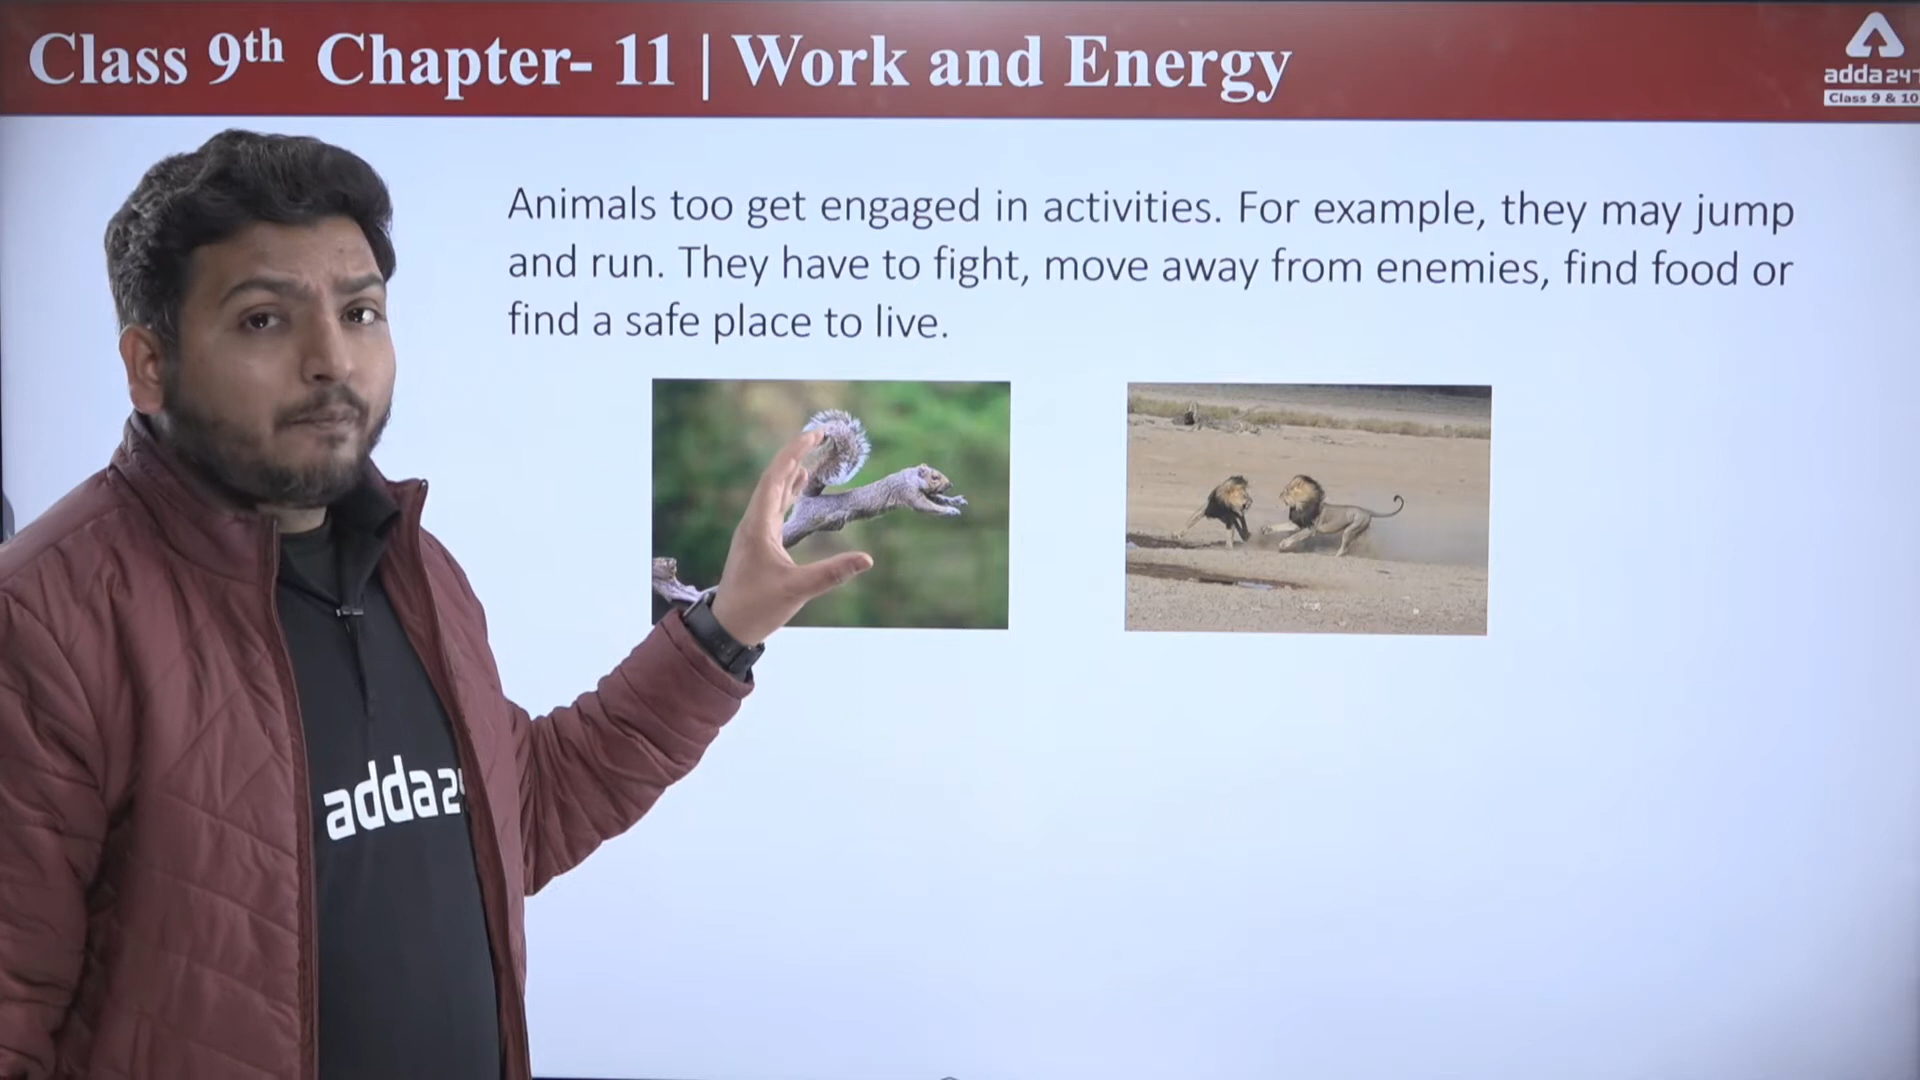 Class 9th Chapter- 11 | Work and Energy
adda247
Class 9 & 10
Animals too get engaged in activities. For example, they may jump
and run. They have to fight, move away from enemies, find food or
find a safe place to live.
adda24